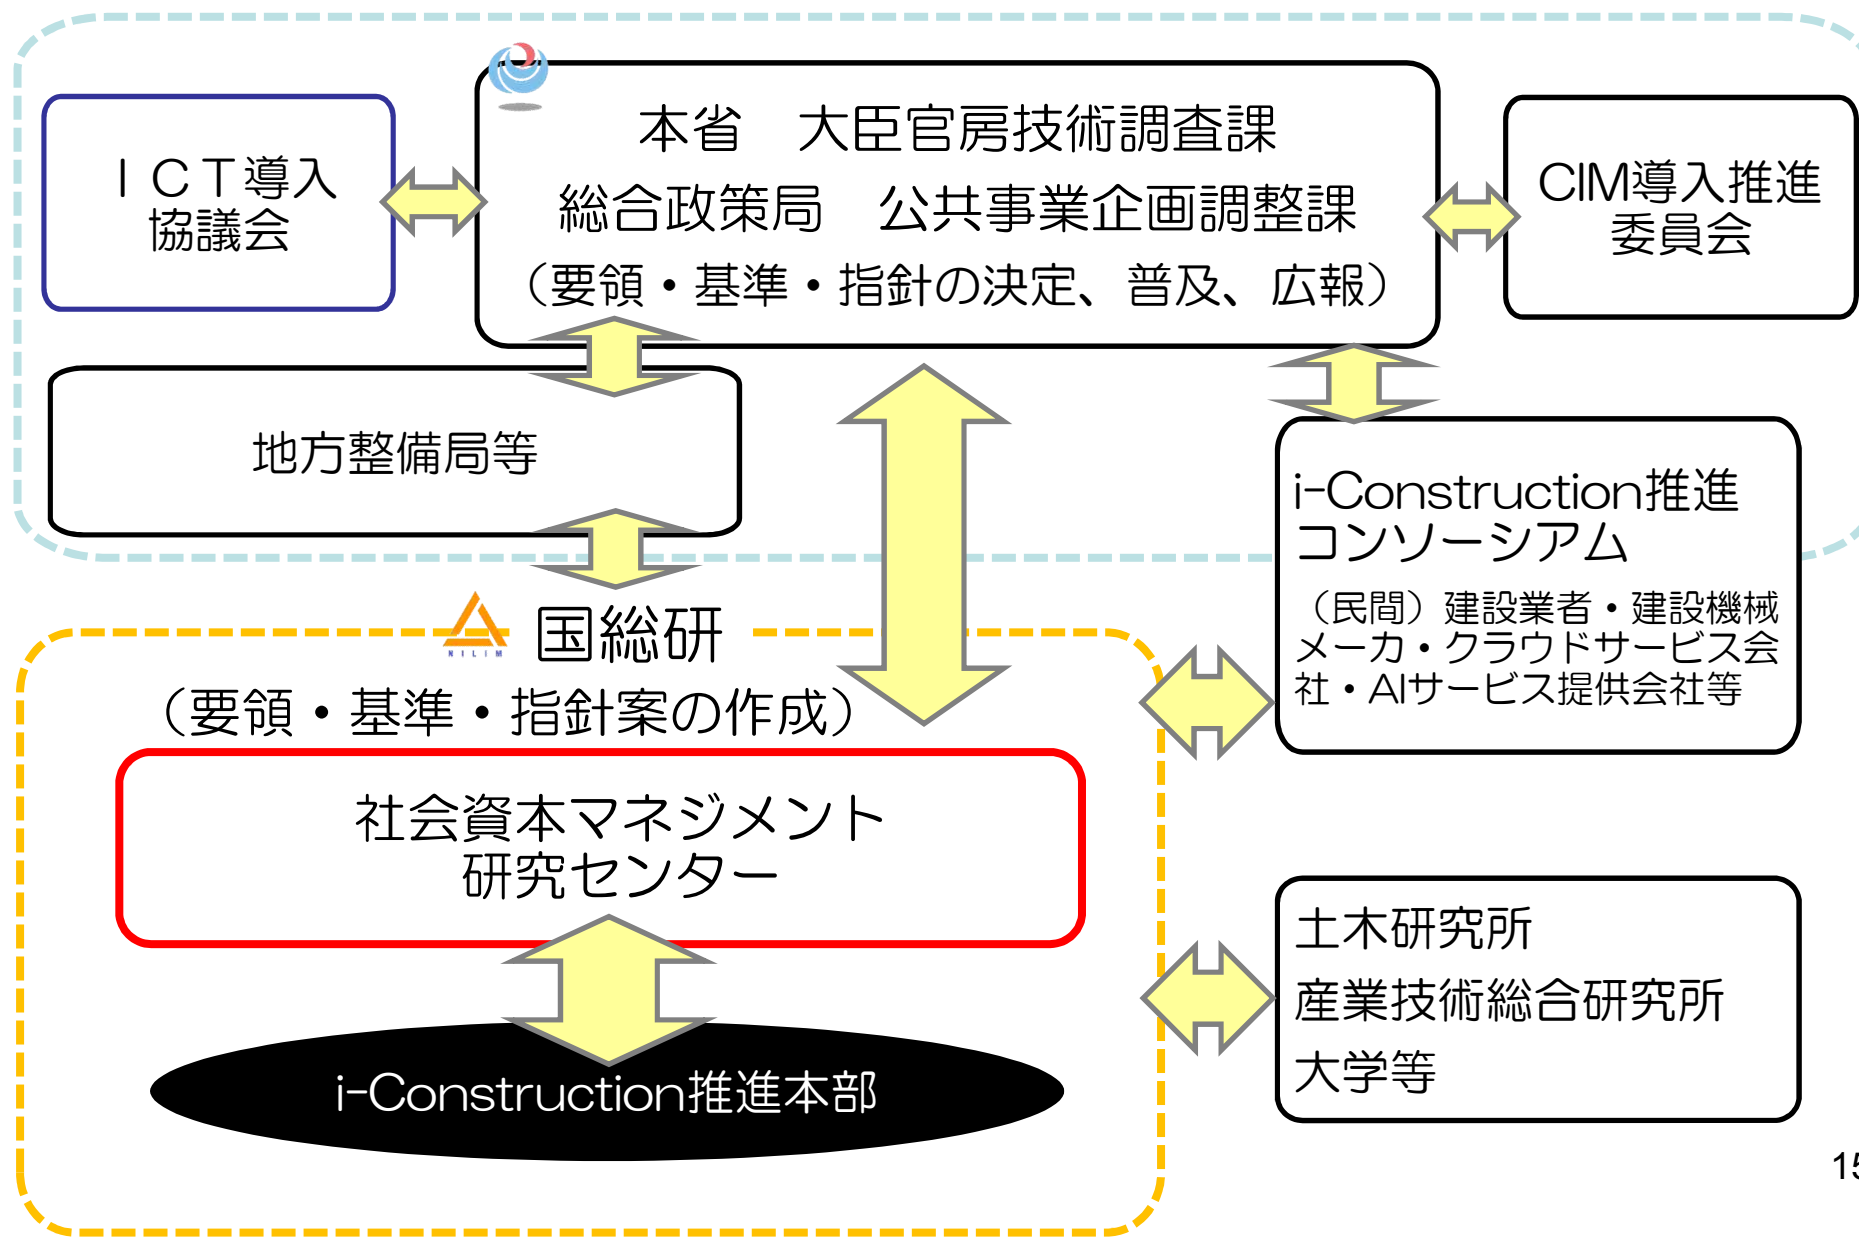 本省　大臣官房技術調査課
総合政策局　公共事業企画調整課
（要領・基準・指針の決定、普及、広報）
ＩＣＴ導入
協議会
CIM導入推進
委員会
地方整備局等
i-Construction推進
コンソーシアム
（民間）建設業者・建設機械
メーカ・クラウドサービス会
社・AIサービス提供会社等
NILIM
国総研
（要領・基準・指針案の作成）
社会資本マネジメント
研究センター
i-Construction推進本部
土木研究所
産業技術総合研究所
大学等
15